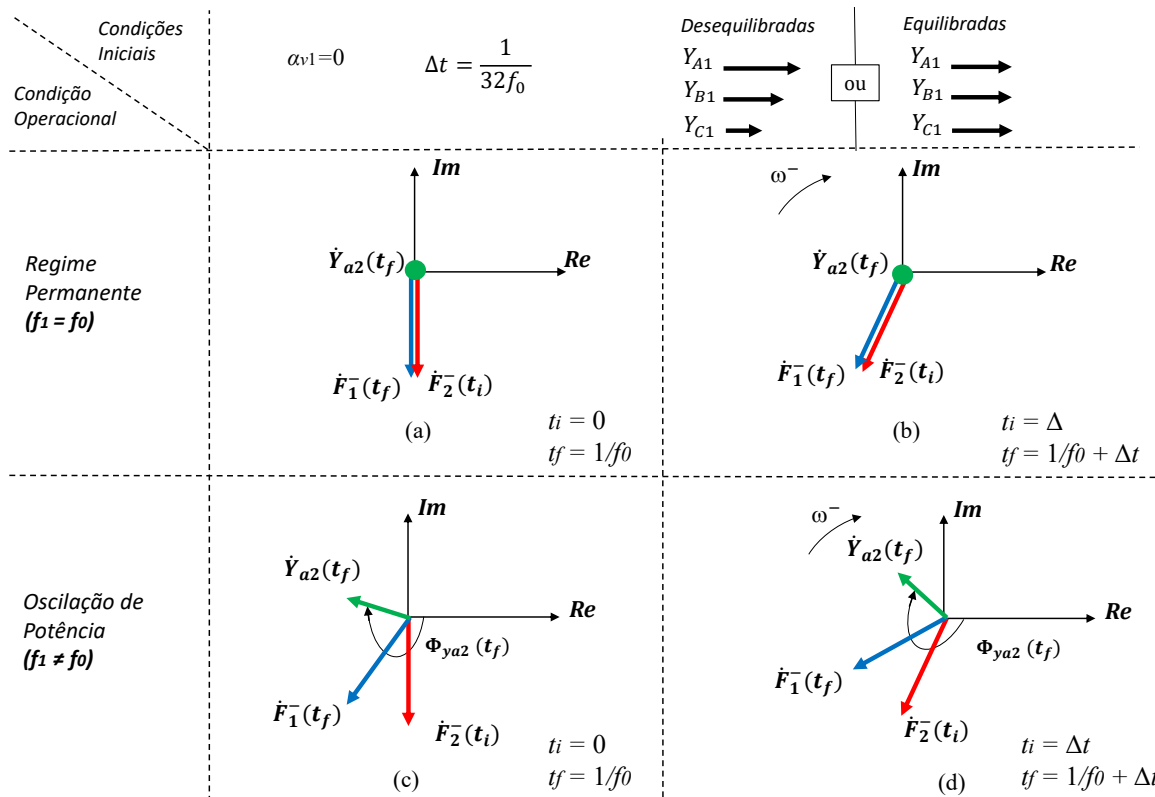 Condições
Iniciais
Condição
Operacional
αv1=0
Δt = 1/(32f0)
Desequilibradas
YA1
YB1
YC1
ou
Equilibradas
YA1
YB1
YC1
Regime
Permanente
(f1 = f0)
Im
Re
Ẏa2(tf)
Ḟ1−(tf)
Ḟ2−(ti)
(a)
ti = 0
tf = 1/f0
ω−
Im
Re
Ẏa2(tf)
Ḟ1−(tf)
Ḟ2−(ti)
(b)
ti = Δ
tf = 1/f0 + Δt
Oscilação de
Potência
(f1 ≠ f0)
Im
Ẏa2(tf)
Re
Φya2 (tf)
Ḟ1−(tf)
Ḟ2−(ti)
(c)
ti = 0
tf = 1/f0
ω−
Im
Ẏa2(tf)
Re
Φya2 (tf)
Ḟ1−(tf)
Ḟ2−(ti)
(d)
ti = Δt
tf = 1/f0 + Δt